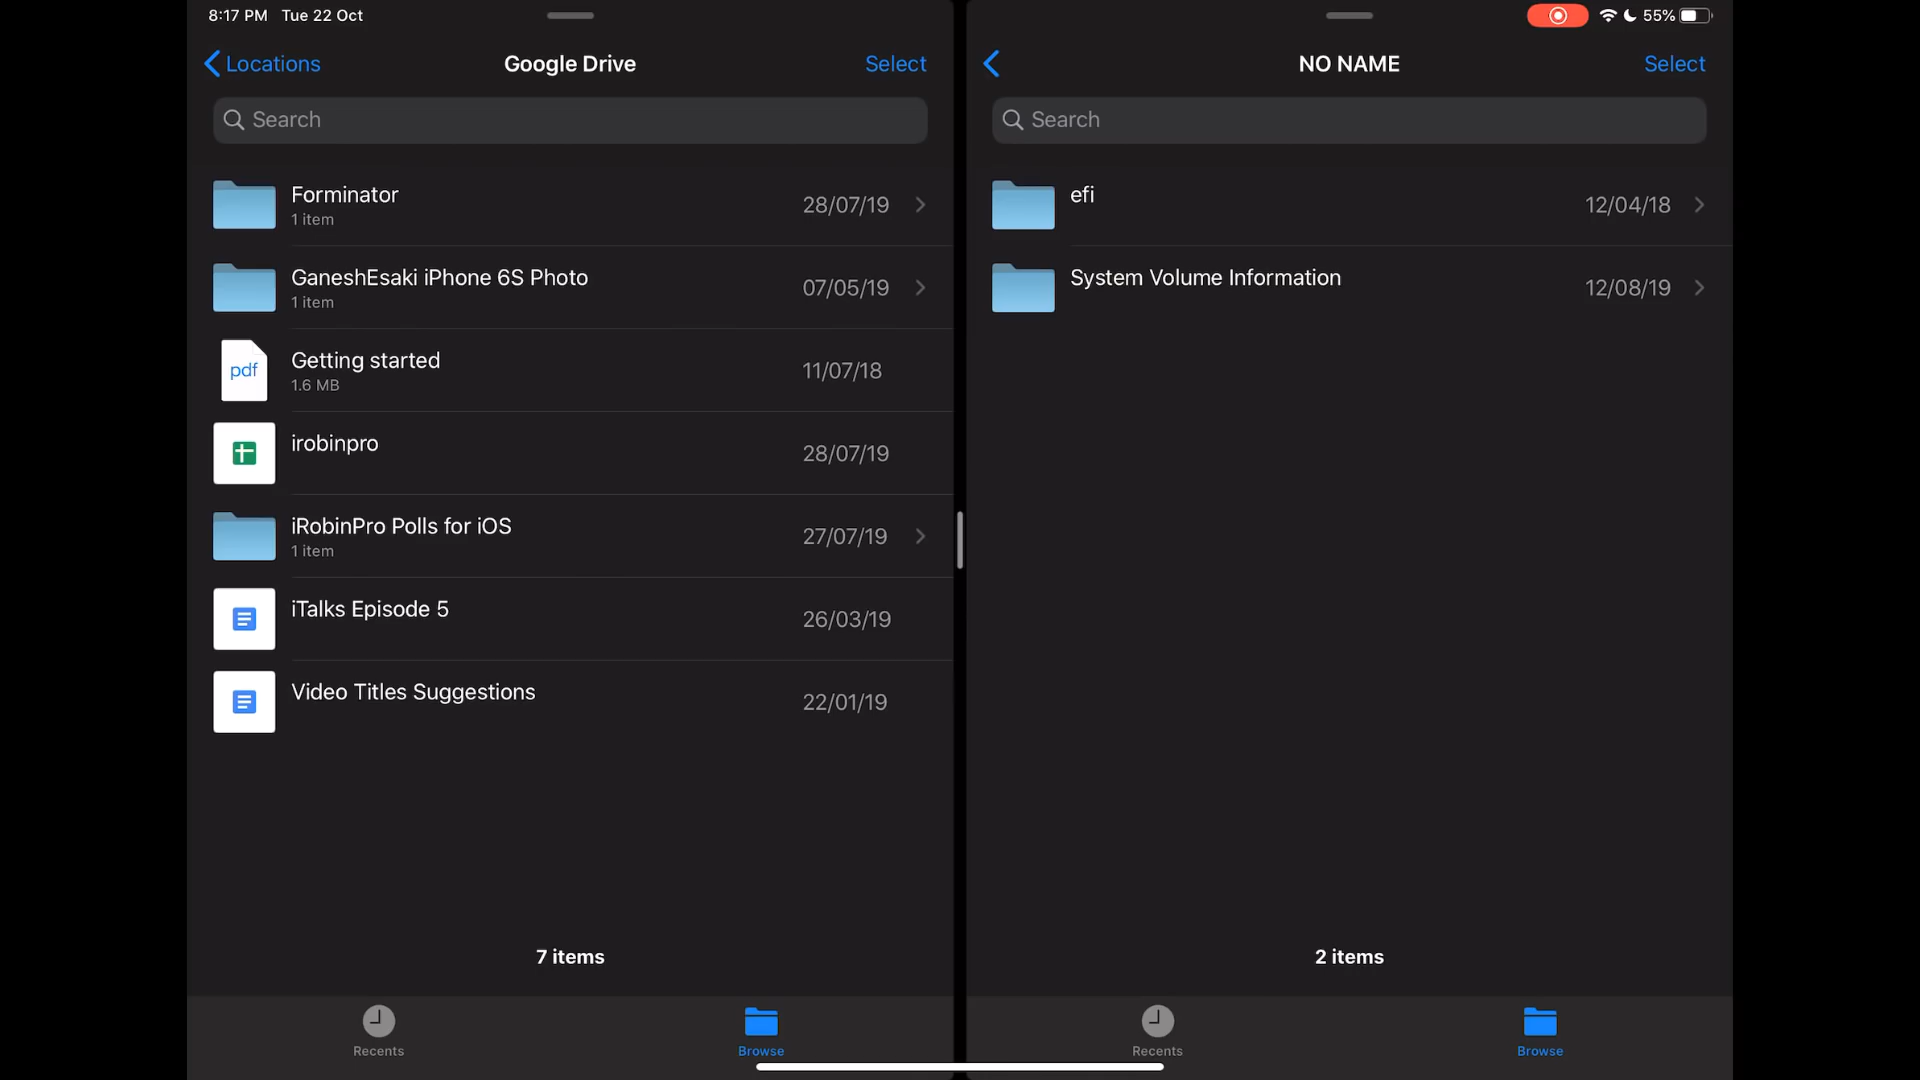 8:17 PM Tue 22 Oct
55%
Locations
Google Drive
Select
Search
Forminator
1 item
28/07/19
GaneshEsaki iPhone 6S Photo
1 item
07/05/19
pdf
Getting started
1.6 MB
11/07/18
irobinpro
28/07/19
iRobinPro Polls for iOS
1 item
27/07/19
iTalks Episode 5
26/03/19
Video Titles Suggestions
22/01/19
7 items
Recents
Browse
NO NAME
Select
Search
efi
12/04/18
System Volume Information
12/08/19
2 items
Recents
Browse